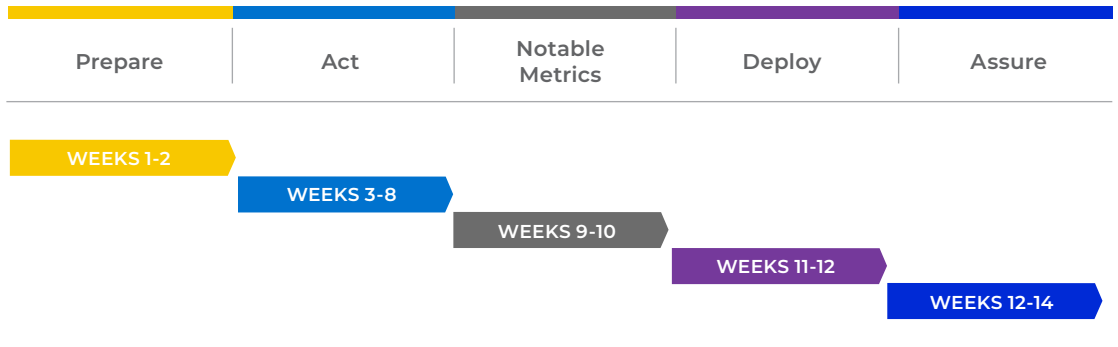 Prepare
Act
Notable
Metrics
Deploy
Assure
WEEKS 1-2
WEEKS 3-8
WEEKS 9-10
WEEKS 11-12
WEEKS 12-14